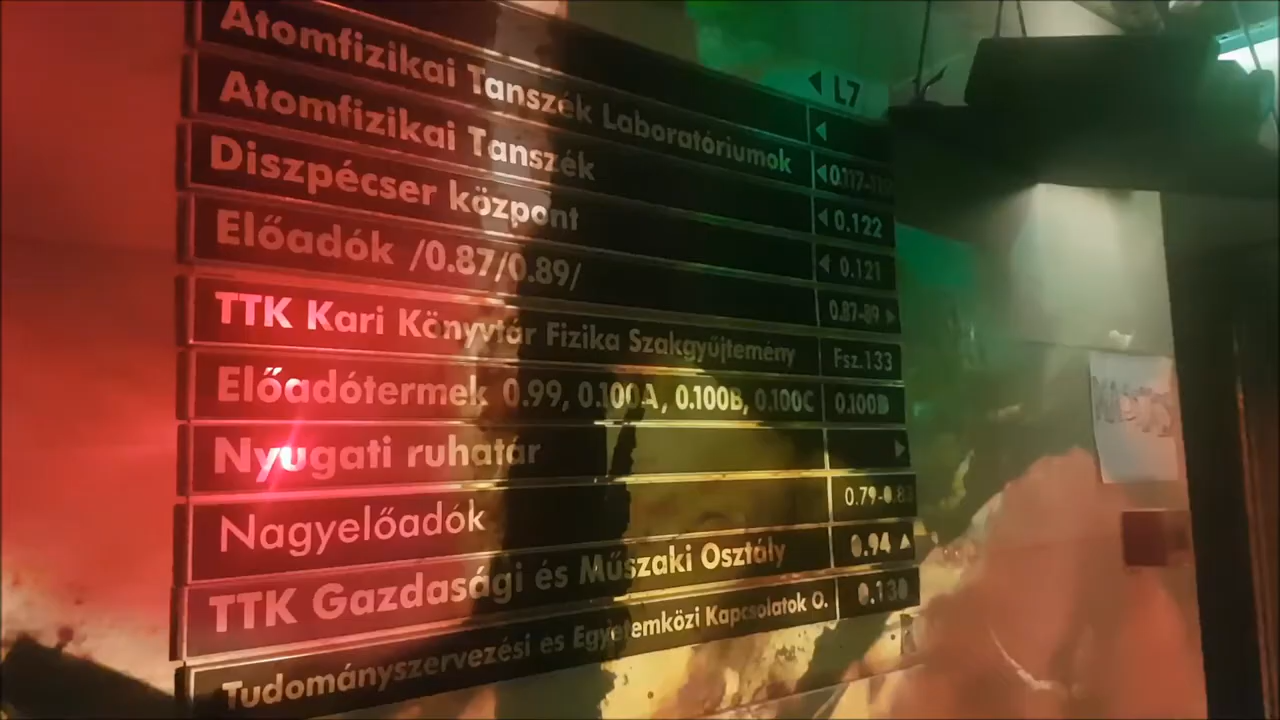 ◀ L7
Atomfizikai Tanszék Laboratóriumok ◀
Atomfizikai Tanszék
Diszpécser központ ◀ 0.122
Előadók /0.87/0.89/ ◀ 0.121
0.87-89 ▶
TTK Kari Könyvtár Fizika Szakgyűjtemény Fsz.133
Előadótermek 0.99, 0.100A, 0.100B, 0.100C 0.100D
Nyugati ruhatár ▶
Nagyelőadók
TTK Gazdasági és Műszaki Osztály 0.94 ▲
Tudományszervezési es Egyetemközi Kapcsolatok O. 0.130